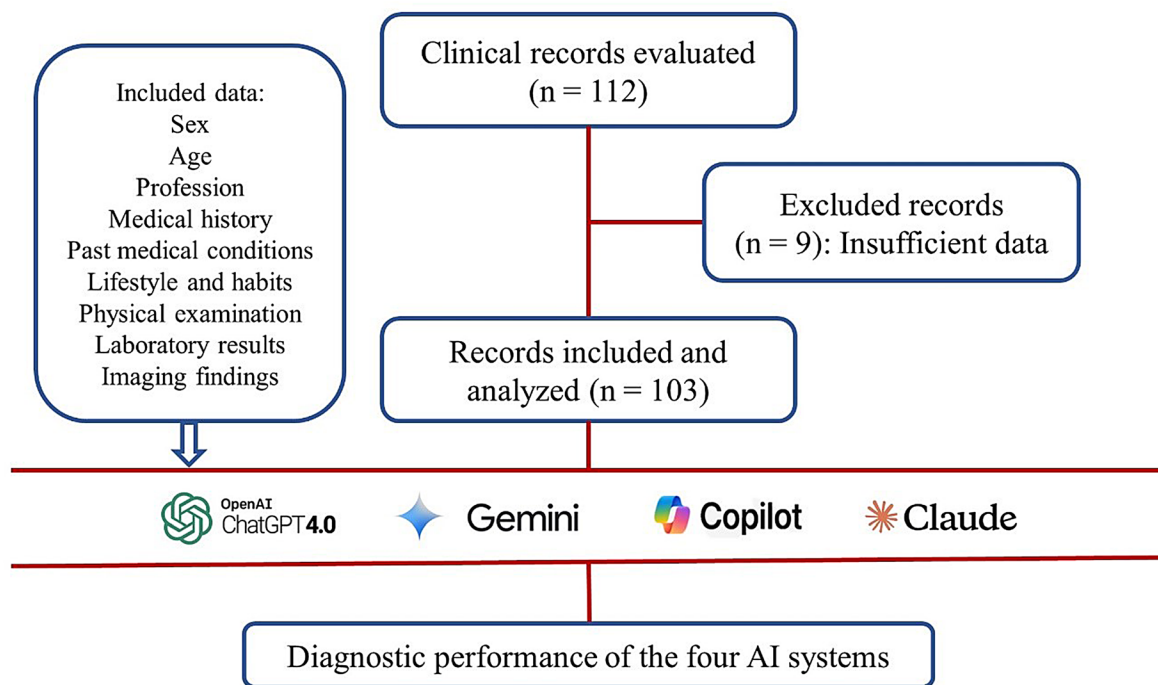 Included data:
Sex
Age
Profession
Medical history
Past medical conditions
Lifestyle and habits
Physical examination
Laboratory results
Imaging findings
Clinical records evaluated
(n = 112)
Excluded records
(n = 9): Insufficient data
Records included and
analyzed (n = 103)
OpenAI
ChatGPT4.0
Gemini
Copilot
Claude
Diagnostic performance of the four AI systems